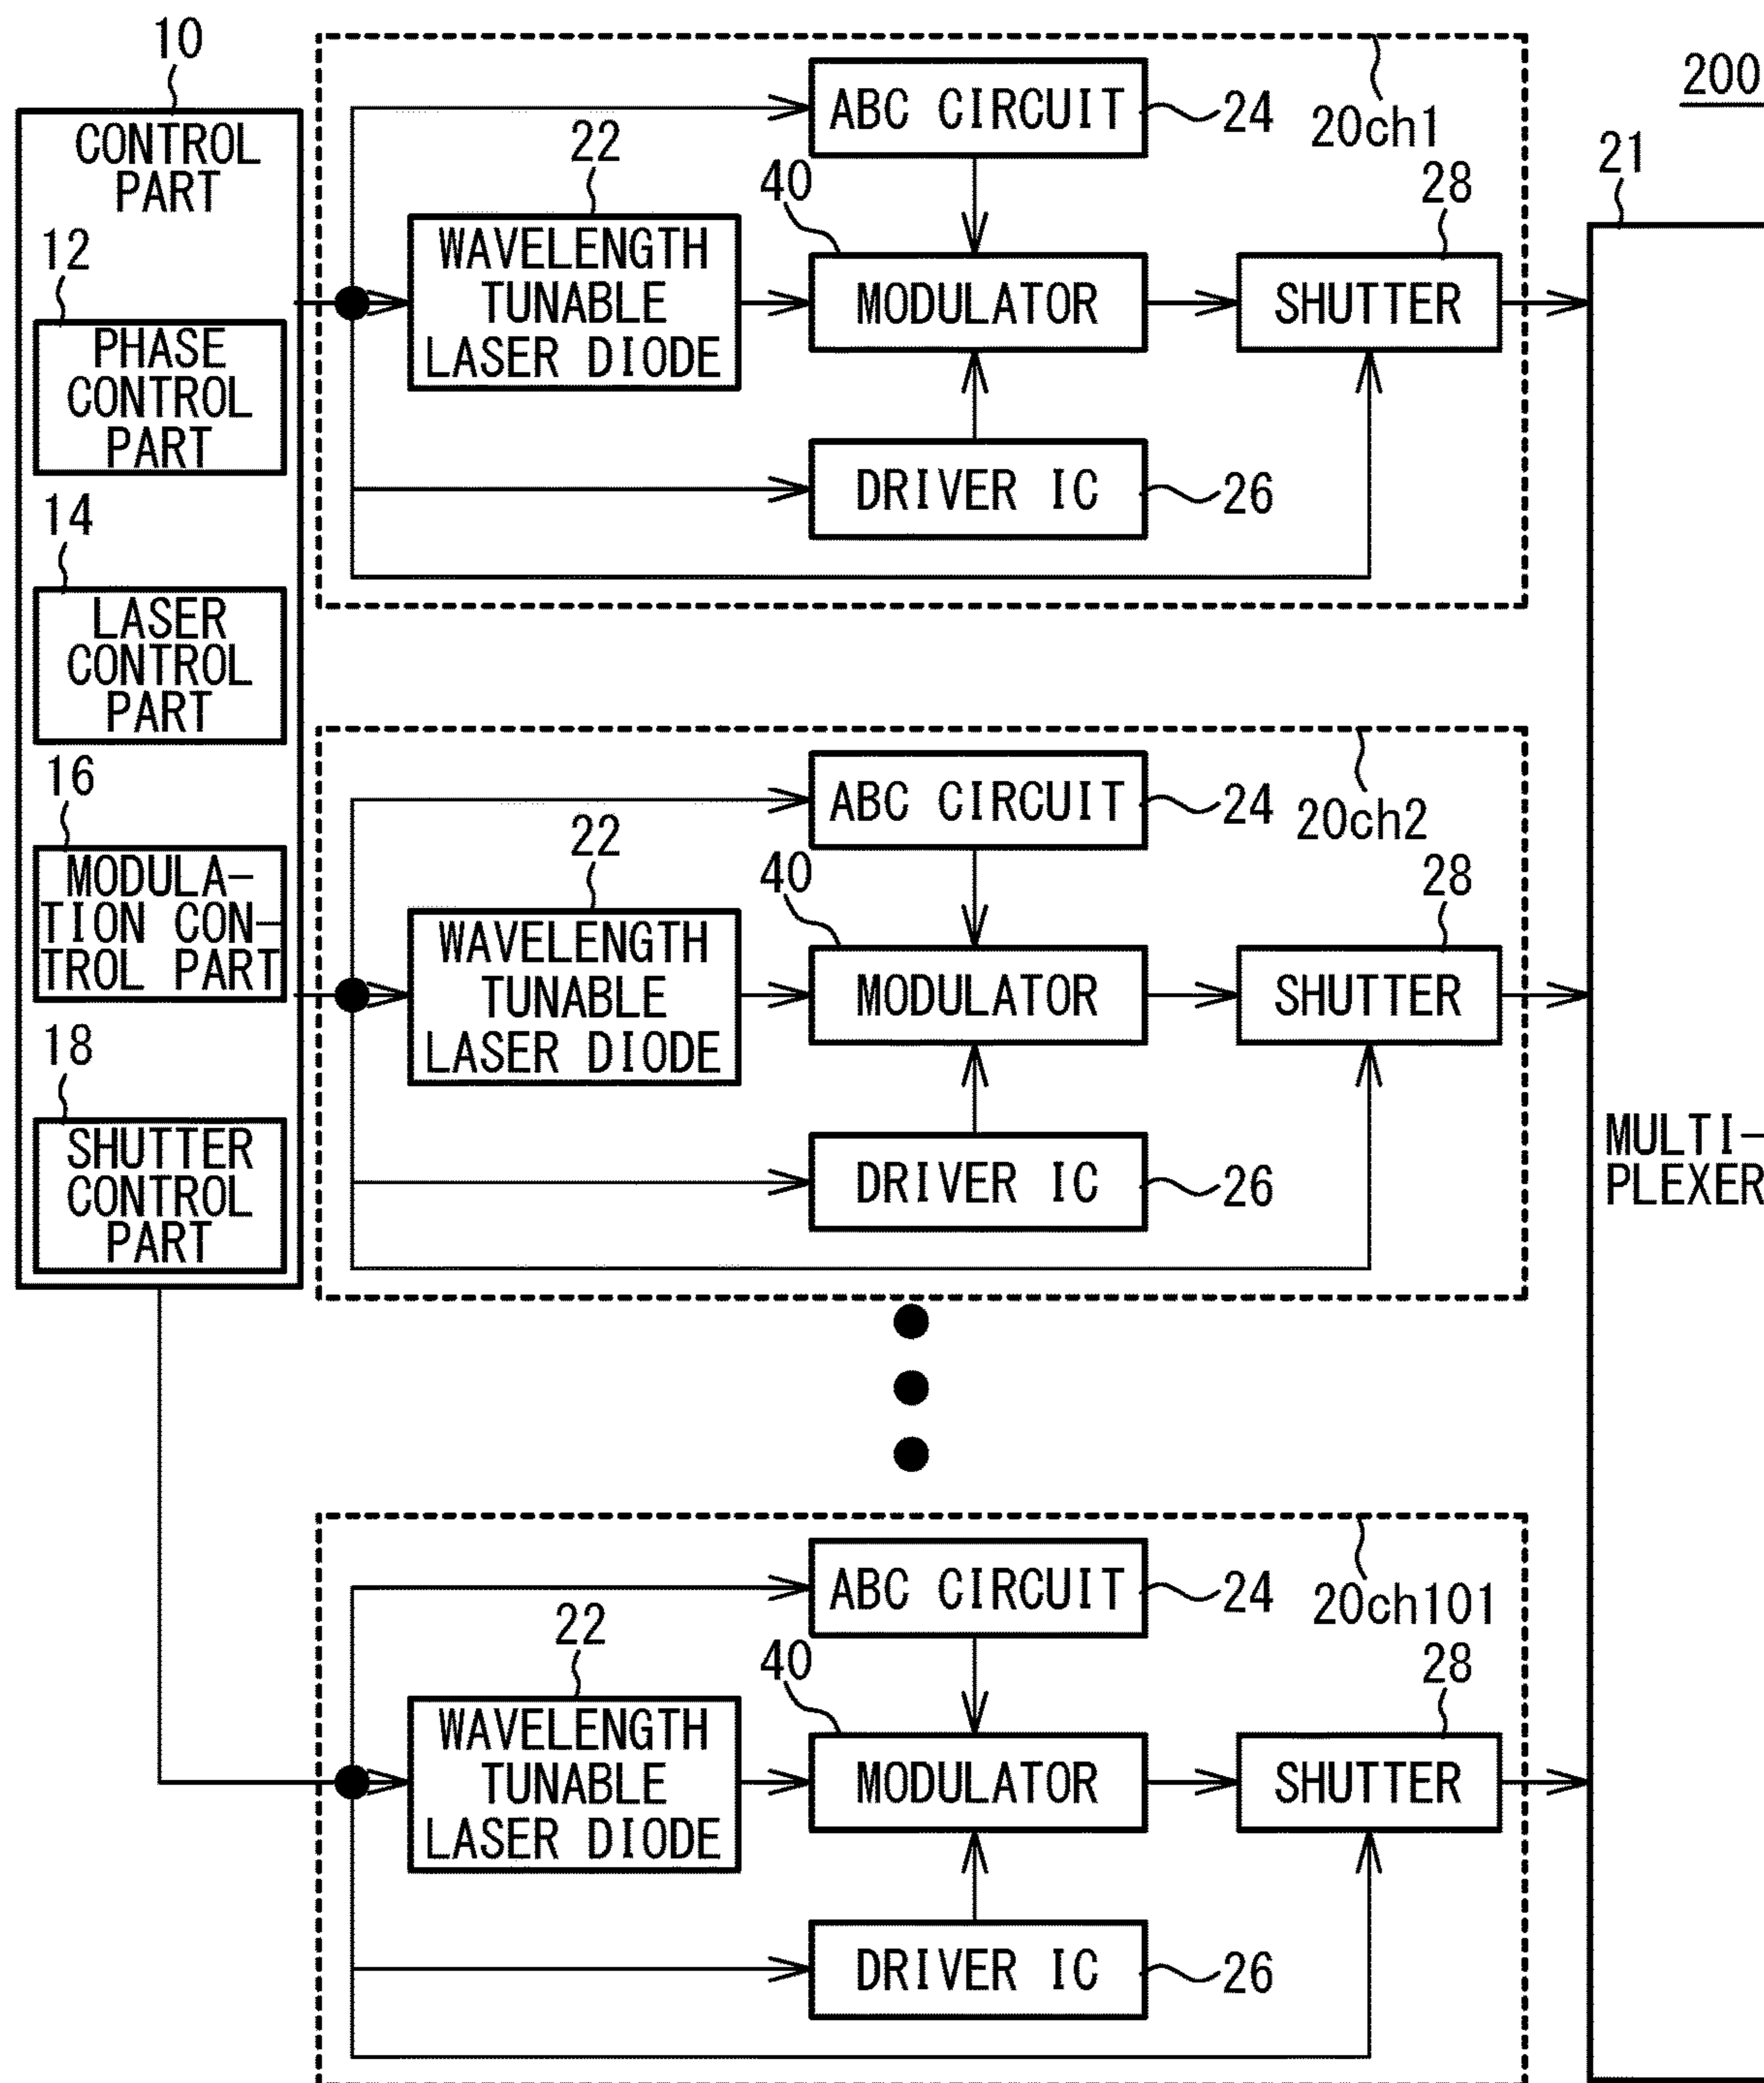 200
10
CONTROL
PART
12
PHASE
CONTROL
PART
14
LASER
CONTROL
PART
16
MODULA-
TION CON-
TROL PART
18
SHUTTER
CONTROL
PART
20ch1
ABC CIRCUIT
24
22
WAVELENGTH
TUNABLE
LASER DIODE
40
MODULATOR
28
SHUTTER
DRIVER IC
26
20ch2
ABC CIRCUIT
24
22
WAVELENGTH
TUNABLE
LASER DIODE
40
MODULATOR
28
SHUTTER
DRIVER IC
26
20ch101
ABC CIRCUIT
24
22
WAVELENGTH
TUNABLE
LASER DIODE
40
MODULATOR
28
SHUTTER
DRIVER IC
26
21
MULTI-
PLEXER